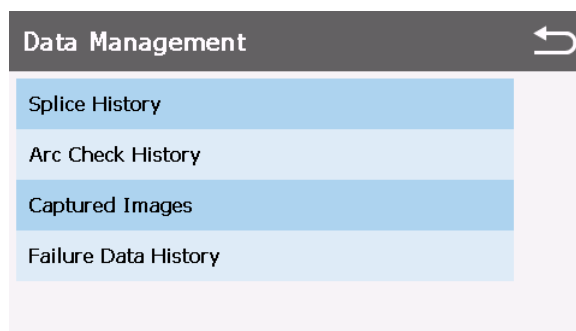 Data Management
Splice History
Arc Check History
Captured Images
Failure Data History